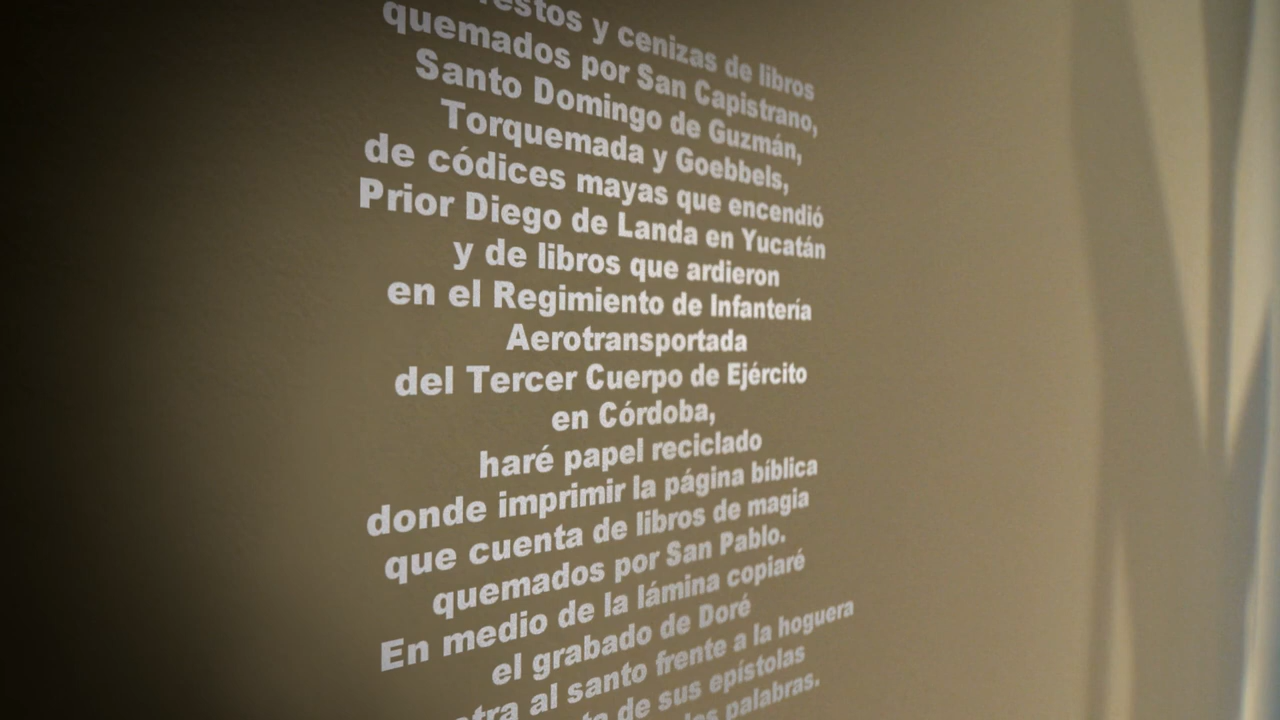 y cenizas de libros
quemados por San Capistrano,
Santo Domingo de Guzmán,
Torquemada y Goebbels,
de códices mayas que encendió
Prior Diego de Landa en Yucatán
y de libros que ardieron
en el Regimiento de Infantería
Aerotransportada
del Tercer Cuerpo de Ejército
en Córdoba,
haré papel reciclado
donde imprimir la página bíblica
que cuenta de libros de magia
quemados por San Pablo.
En medio de la lámina copiaré
el grabado de Doré
al santo frente a la hoguera
de sus epístolas
palabras.